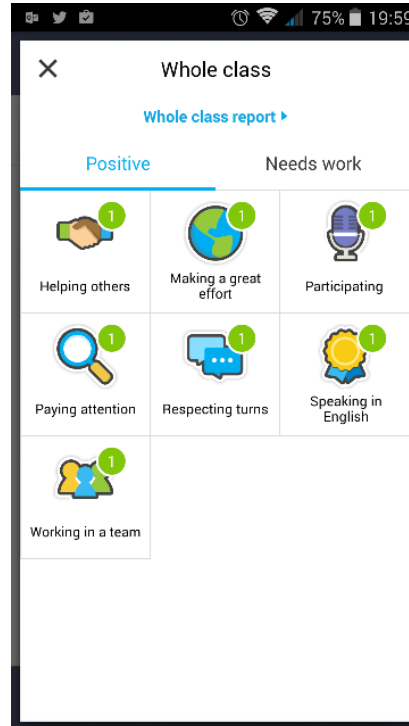 75% 19:59
Whole class
Whole class report
Positive
Needs work
1
1
1
Helping others
Making a great
effort
Participating
1
1
1
Paying attention
Respecting turns
Speaking in
English
1
Working in a team